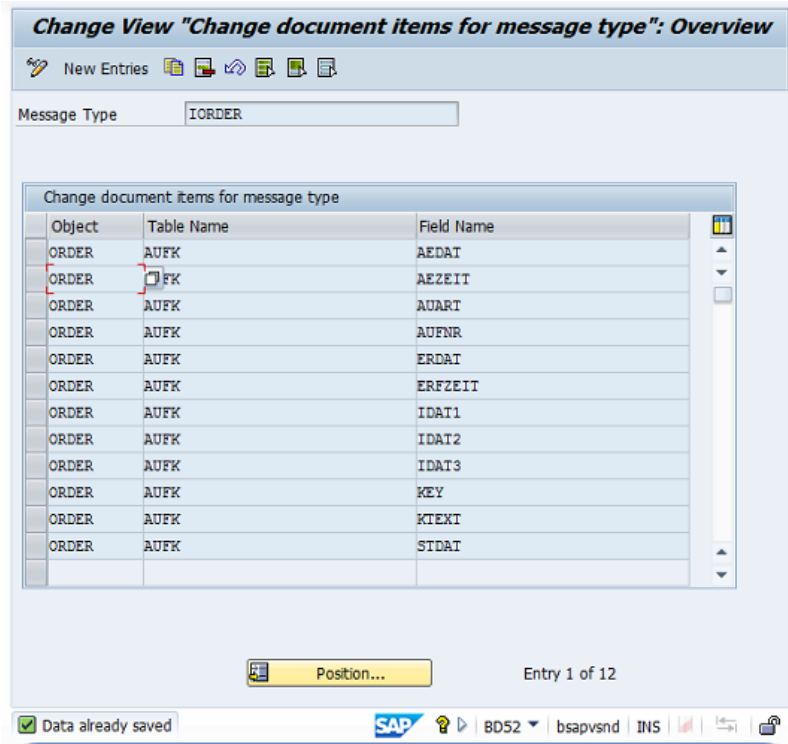 Change View "Change document items for message type": Overview
New Entries
Message Type IORDER
Change document items for message type
Object Table Name Field Name
ORDER AUFK AEDAT
ORDER FK AEZEIT
ORDER AUFK AUART
ORDER AUFK AUFNR
ORDER AUFK ERDAT
ORDER AUFK ERFZEIT
ORDER AUFK IDAT1
ORDER AUFK IDAT2
ORDER AUFK IDAT3
ORDER AUFK KEY
ORDER AUFK KTEXT
ORDER AUFK STDAT
Position... Entry 1 of 12
Data already saved SAP BD52 bsapvsnd INS